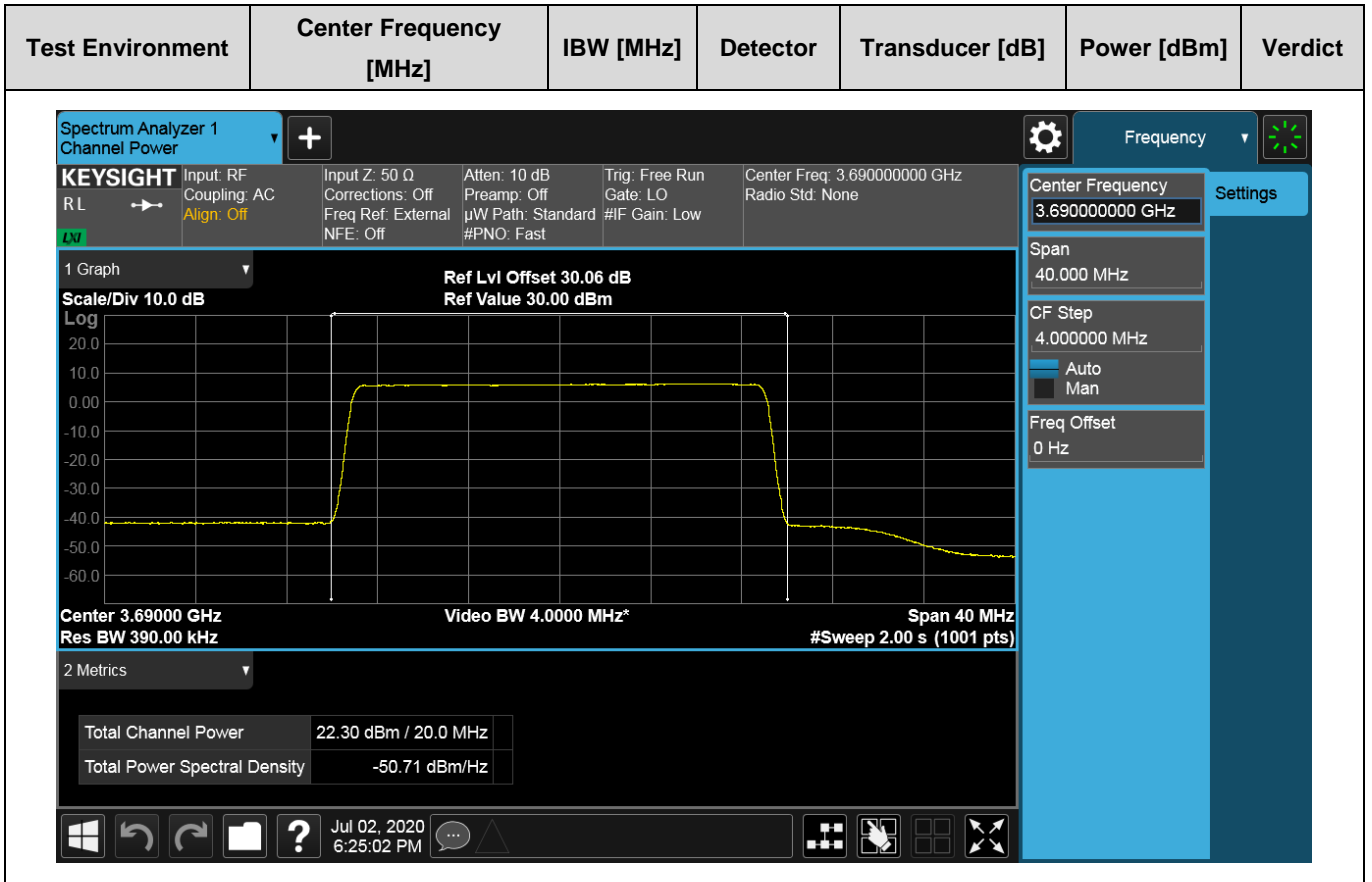 Test Environment
Center Frequency
[MHz]
IBW [MHz]
Detector
Transducer [dB]
Power [dBm]
Verdict
Spectrum Analyzer 1
Channel Power
Frequency
KEYSIGHT
RL
LXI
Input: RF
Coupling: AC
Align: Off
Input Z: 50 Ω
Corrections: Off
Freq Ref: External
NFE: Off
Atten: 10 dB
Preamp: Off
µW Path: Standard
#PNO: Fast
Trig: Free Run
Gate: LO
#IF Gain: Low
Center Freq: 3.690000000 GHz
Radio Std: None
Center Frequency
3.690000000 GHz
Settings
Span
40.000 MHz
CF Step
4.000000 MHz
Auto
Man
Freq Offset
0 Hz
1 Graph
Scale/Div 10.0 dB
Ref Lvl Offset 30.06 dB
Ref Value 30.00 dBm
Log
20.0
10.0
0.00
-10.0
-20.0
-30.0
-40.0
-50.0
-60.0
Center 3.69000 GHz
Res BW 390.00 kHz
Video BW 4.0000 MHz*
Span 40 MHz
#Sweep 2.00 s (1001 pts)
2 Metrics
Total Channel Power 22.30 dBm / 20.0 MHz
Total Power Spectral Density -50.71 dBm/Hz
?
Jul 02, 2020
6:25:02 PM